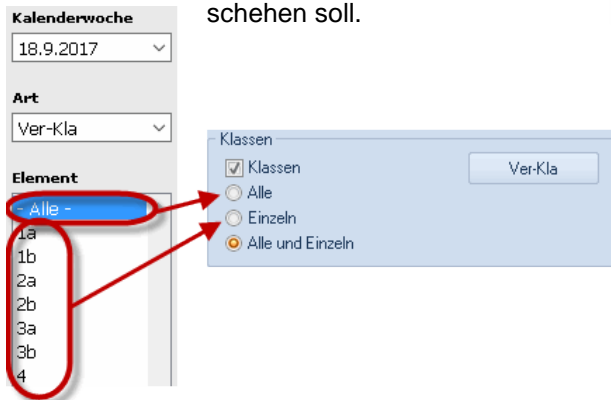 schehen soll.
Kalenderwoche
18.9.2017
Art
Ver-Kla
Element
- Alle -
1a
1b
2a
2b
3a
3b
4
Klassen
Klassen
Ver-Kla
Alle
Einzeln
Alle und Einzeln